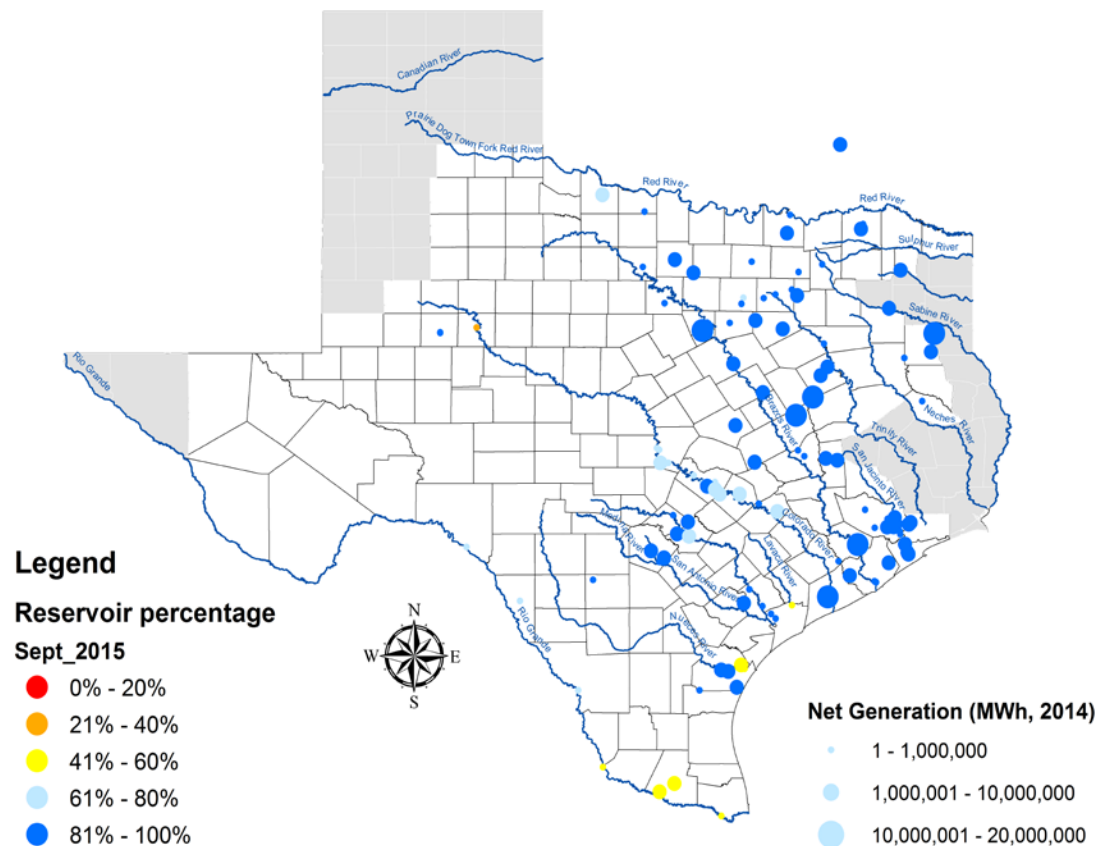 Canadian River
Prairie Dog Town Fork Red River
Red River
Red River
Sulphur River
Sabine River
Rio Grande
Neches River
Brazos River
Trinity River
San Jacinto River
Colorado River
Medina River
Lavaca River
San Antonio River
Nueces River
Rio Grande
N
W
E
S
Legend
Reservoir percentage
Sept_2015
0% - 20%
21% - 40%
41% - 60%
61% - 80%
81% - 100%
Net Generation (MWh, 2014)
1 - 1,000,000
1,000,001 - 10,000,000
10,000,001 - 20,000,000